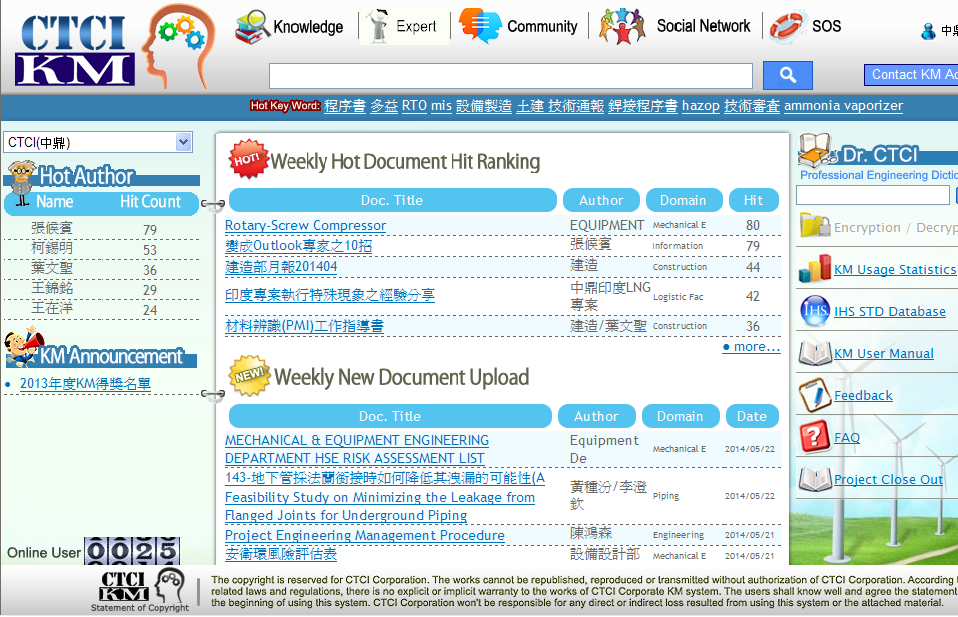 CTCI
KM
Knowledge
Expert
Community
Social Network
SOS
Contact KM
Hot Key Word: 程序書 多益 RTO mis 設備製造 土建 技術通報 銲接程序書 hazop 技術審査 ammonia vaporizer
CTCI(中鼎)
Hot Author
Name Hit Count
張候賓 79
柯錫明 53
葉文聖 36
王錦銘 29
王在洋 24
KM Announcement
2013年度KM得獎名單
Online User 0025
HOT! Weekly Hot Document Hit Ranking
Doc. Title Author Domain Hit
Rotary-Screw Compressor EQUIPMENT Mechanical E 80
變成Outlook專家之10招 張候賓 Information 79
建造部月報201404 建造 Construction 44
印度專案執行特殊現象之經驗分享 中鼎印度LNG專案 Logistic Fac 42
材料辨識(PMI)工作指導書 建造/葉文聖 Construction 36
more...
NEW! Weekly New Document Upload
Doc. Title Author Domain Date
MECHANICAL & EQUIPMENT ENGINEERING
DEPARTMENT HSE RISK ASSESSMENT LIST Equipment De Mechanical E 2014/05/22
143-地下管採法蘭銜接時如何降低其洩漏的可能性(A
Feasibility Study on Minimizing the Leakage from
Flanged Joints for Underground Piping 黃種汾/李澄欽 Piping 2014/05/22
Project Engineering Management Procedure 陳鴻森 Engineering 2014/05/21
安衛環風險評估表 設備設計部 Mechanical E 2014/05/21
Dr. CTCI
Professional Engineering Dictio
Encryption / Decryp
KM Usage Statistics
IHS
IHS STD Database
KM User Manual
Feedback
FAQ
Project Close Out
CTCI
KM
Statement of Copyright
The copyright is reserved for CTCI Corporation. The works cannot be republished, reproduced or transmitted without authorization of CTCI Corporation. According
related laws and regulations, there is no explicit or implicit warranty to the works of CTCI Corporate KM system. The users shall know well and agree the statement
the beginning of using this system. CTCI Corporation won't be responsible for any direct or indirect loss resulted from using this system or the attached material.